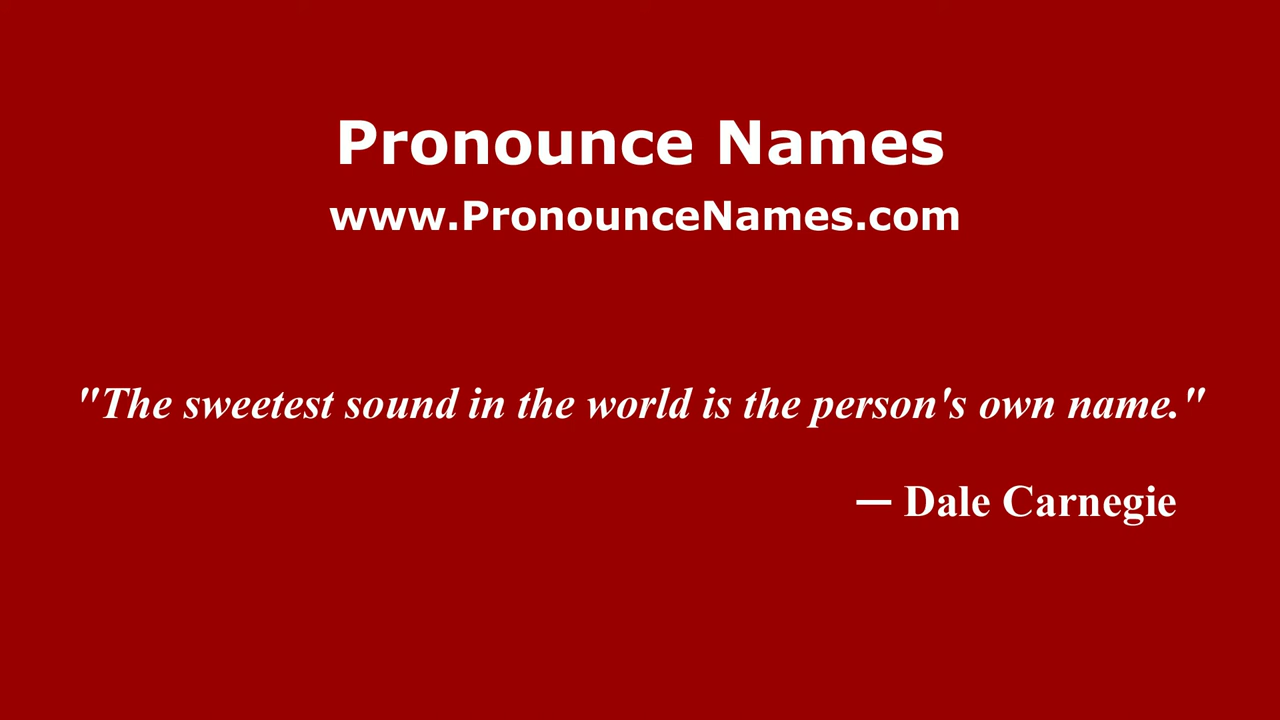 Pronounce Names
www.PronounceNames.com
"The sweetest sound in the world is the person's own name."
— Dale Carnegie